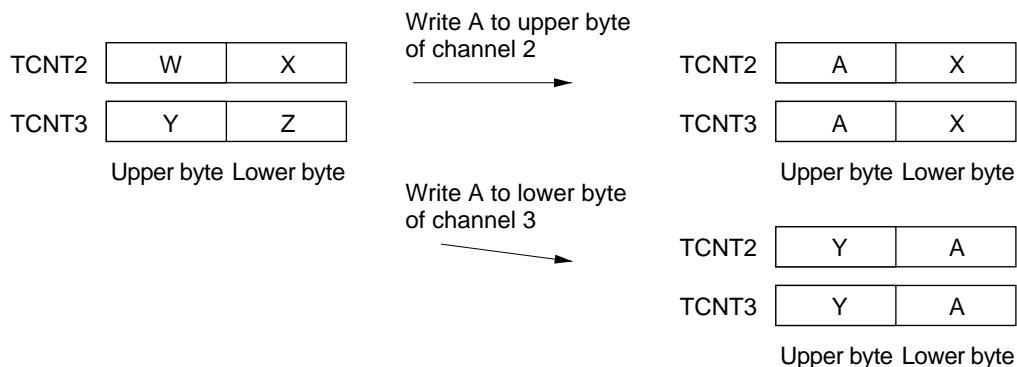 Write A to upper byte
of channel 2
TCNT2 W X
TCNT3 Y Z
Upper byte Lower byte
TCNT2 A X
TCNT3 A X
Upper byte Lower byte
Write A to lower byte
of channel 3
TCNT2 Y A
TCNT3 Y A
Upper byte Lower byte